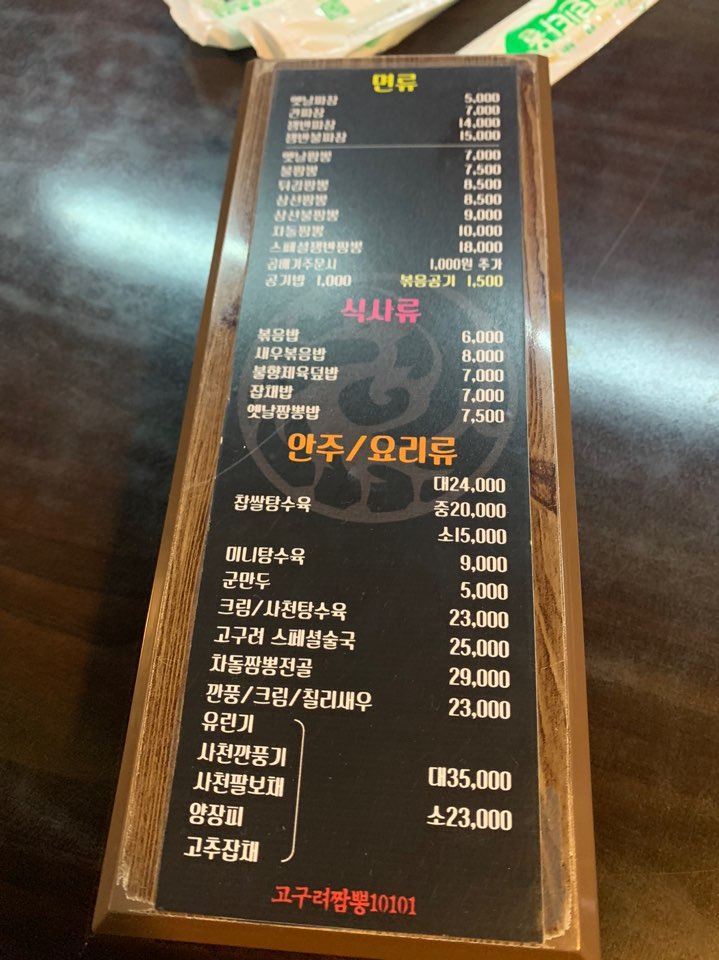 면류
옛날짜장 5,000
간짜장 7,000
쟁반짜장 14,000
쟁반불짜장 15,000
옛날짬뽕 7,000
불짬뽕 7,500
튀김짬뽕 8,500
삼선짬뽕 8,500
삼선불짬뽕 9,000
차돌짬뽕 10,000
스페셜쟁반짬뽕 18,000
곱배기주문시 1,000원 추가
공기밥 1,000 볶음공기 1,500
식사류
볶음밥 6,000
새우볶음밥 8,000
불향제육덮밥 7,000
잡채밥 7,000
옛날짬뽕밥 7,500
안주/요리류
대24,000
찹쌀탕수육 중20,000
소15,000
미니탕수육 9,000
군만두 5,000
크림/사천탕수육 23,000
고구려 스페셜술국 25,000
차돌짬뽕전골 29,000
깐풍/크림/칠리새우 23,000
유린기
사천깐풍기
사천팔보채 대35,000
양장피 소23,000
고추잡채
고구려짬뽕10101